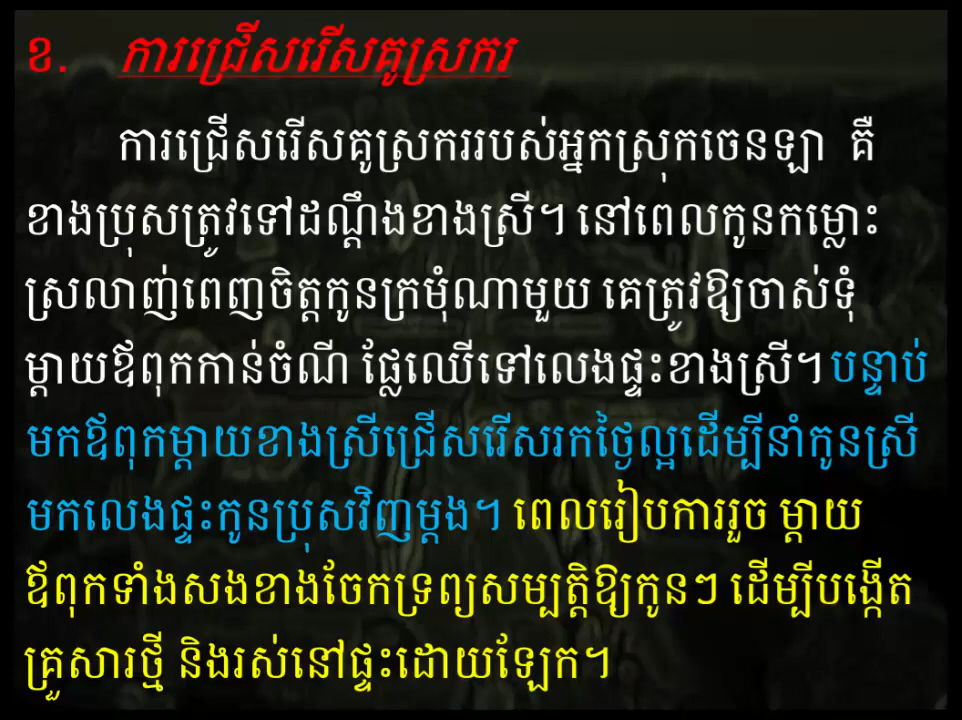 ខ. ការជ្រើសរើសគូស្រករ
ការជ្រើសរើសគូស្រកររបស់អ្នកស្រុកចេនឡា គឺ
ខាងប្រុសត្រូវទៅដណ្ដឹងខាងស្រី។ នៅពេលកូនកម្លោះ
ស្រលាញ់ពេញចិត្តកូនក្រមុំណាមួយ គេត្រូវឱ្យចាស់ទុំ
ម្ដាយឪពុកកាន់ចំណី ផ្លែឈើទៅលេងផ្ទះខាងស្រី។ បន្ទាប់
មកឪពុកម្ដាយខាងស្រីជ្រើសរើសរកថ្ងៃល្អដើម្បីនាំកូនស្រី
មកលេងផ្ទះកូនប្រុសវិញម្ដង។ ពេលរៀបការរួច ម្ដាយ
ឪពុកទាំងសងខាងចែកទ្រព្យសម្បត្តិឱ្យកូនៗ ដើម្បីបង្កើត
គ្រួសារថ្មី និងរស់នៅផ្ទះដោយឡែក។